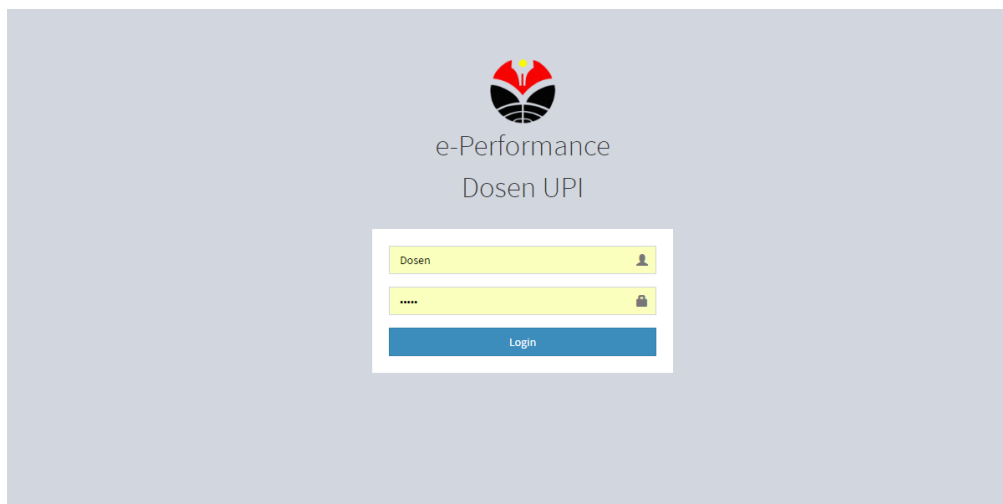 e-Performance
Dosen UPI
Dosen
•••••
Login